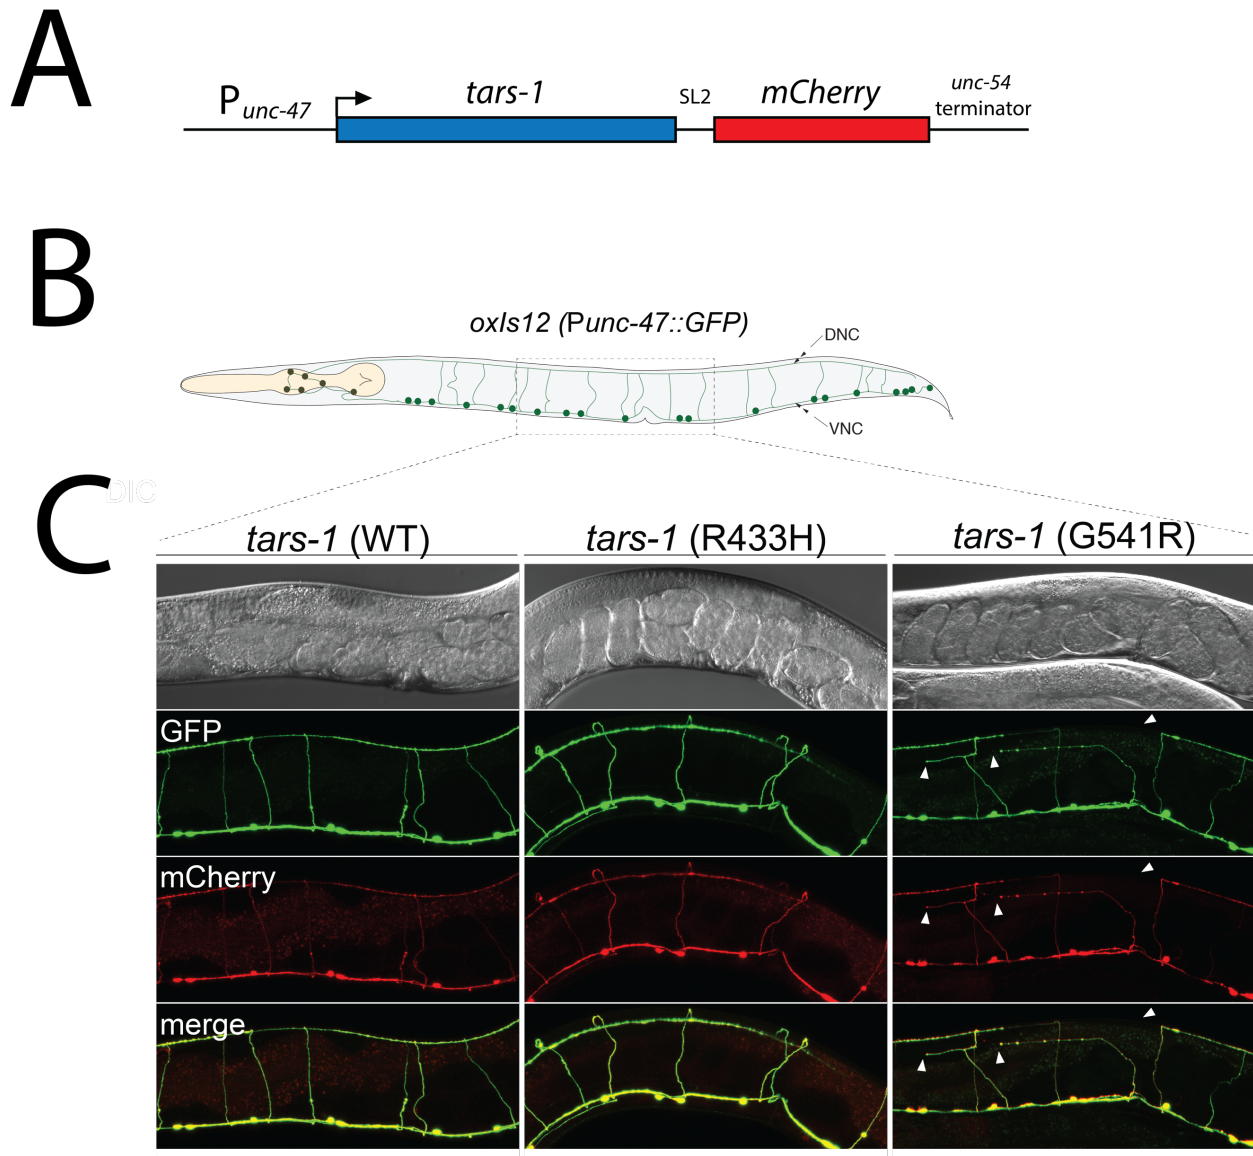 A
P unc-47
tars-1
SL2
mCherry
unc-54
terminator
B
oxIs12 (Punc-47::GFP)
DNC
VNC
C
DIC
tars-1 (WT)
tars-1 (R433H)
tars-1 (G541R)
GFP
mCherry
merge